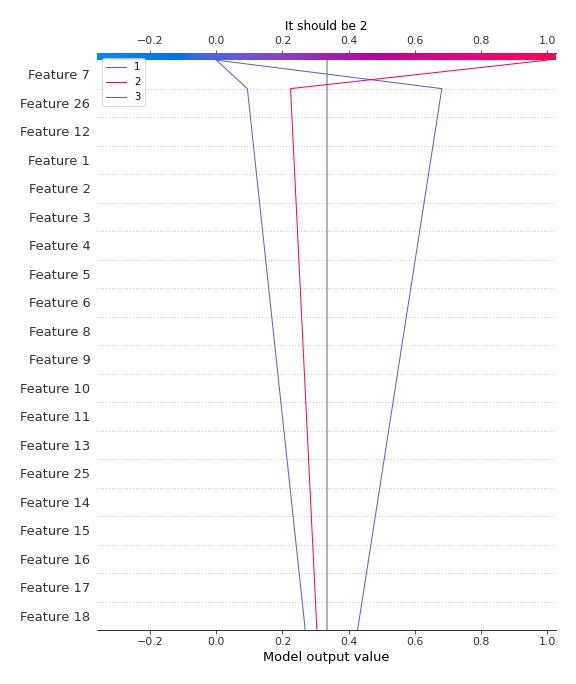 It should be 2
−0.2 0.0 0.2 0.4 0.6 0.8 1.0
1
2
3
Feature 7
Feature 26
Feature 12
Feature 1
Feature 2
Feature 3
Feature 4
Feature 5
Feature 6
Feature 8
Feature 9
Feature 10
Feature 11
Feature 13
Feature 25
Feature 14
Feature 15
Feature 16
Feature 17
Feature 18
−0.2 0.0 0.2 0.4 0.6 0.8 1.0
Model output value